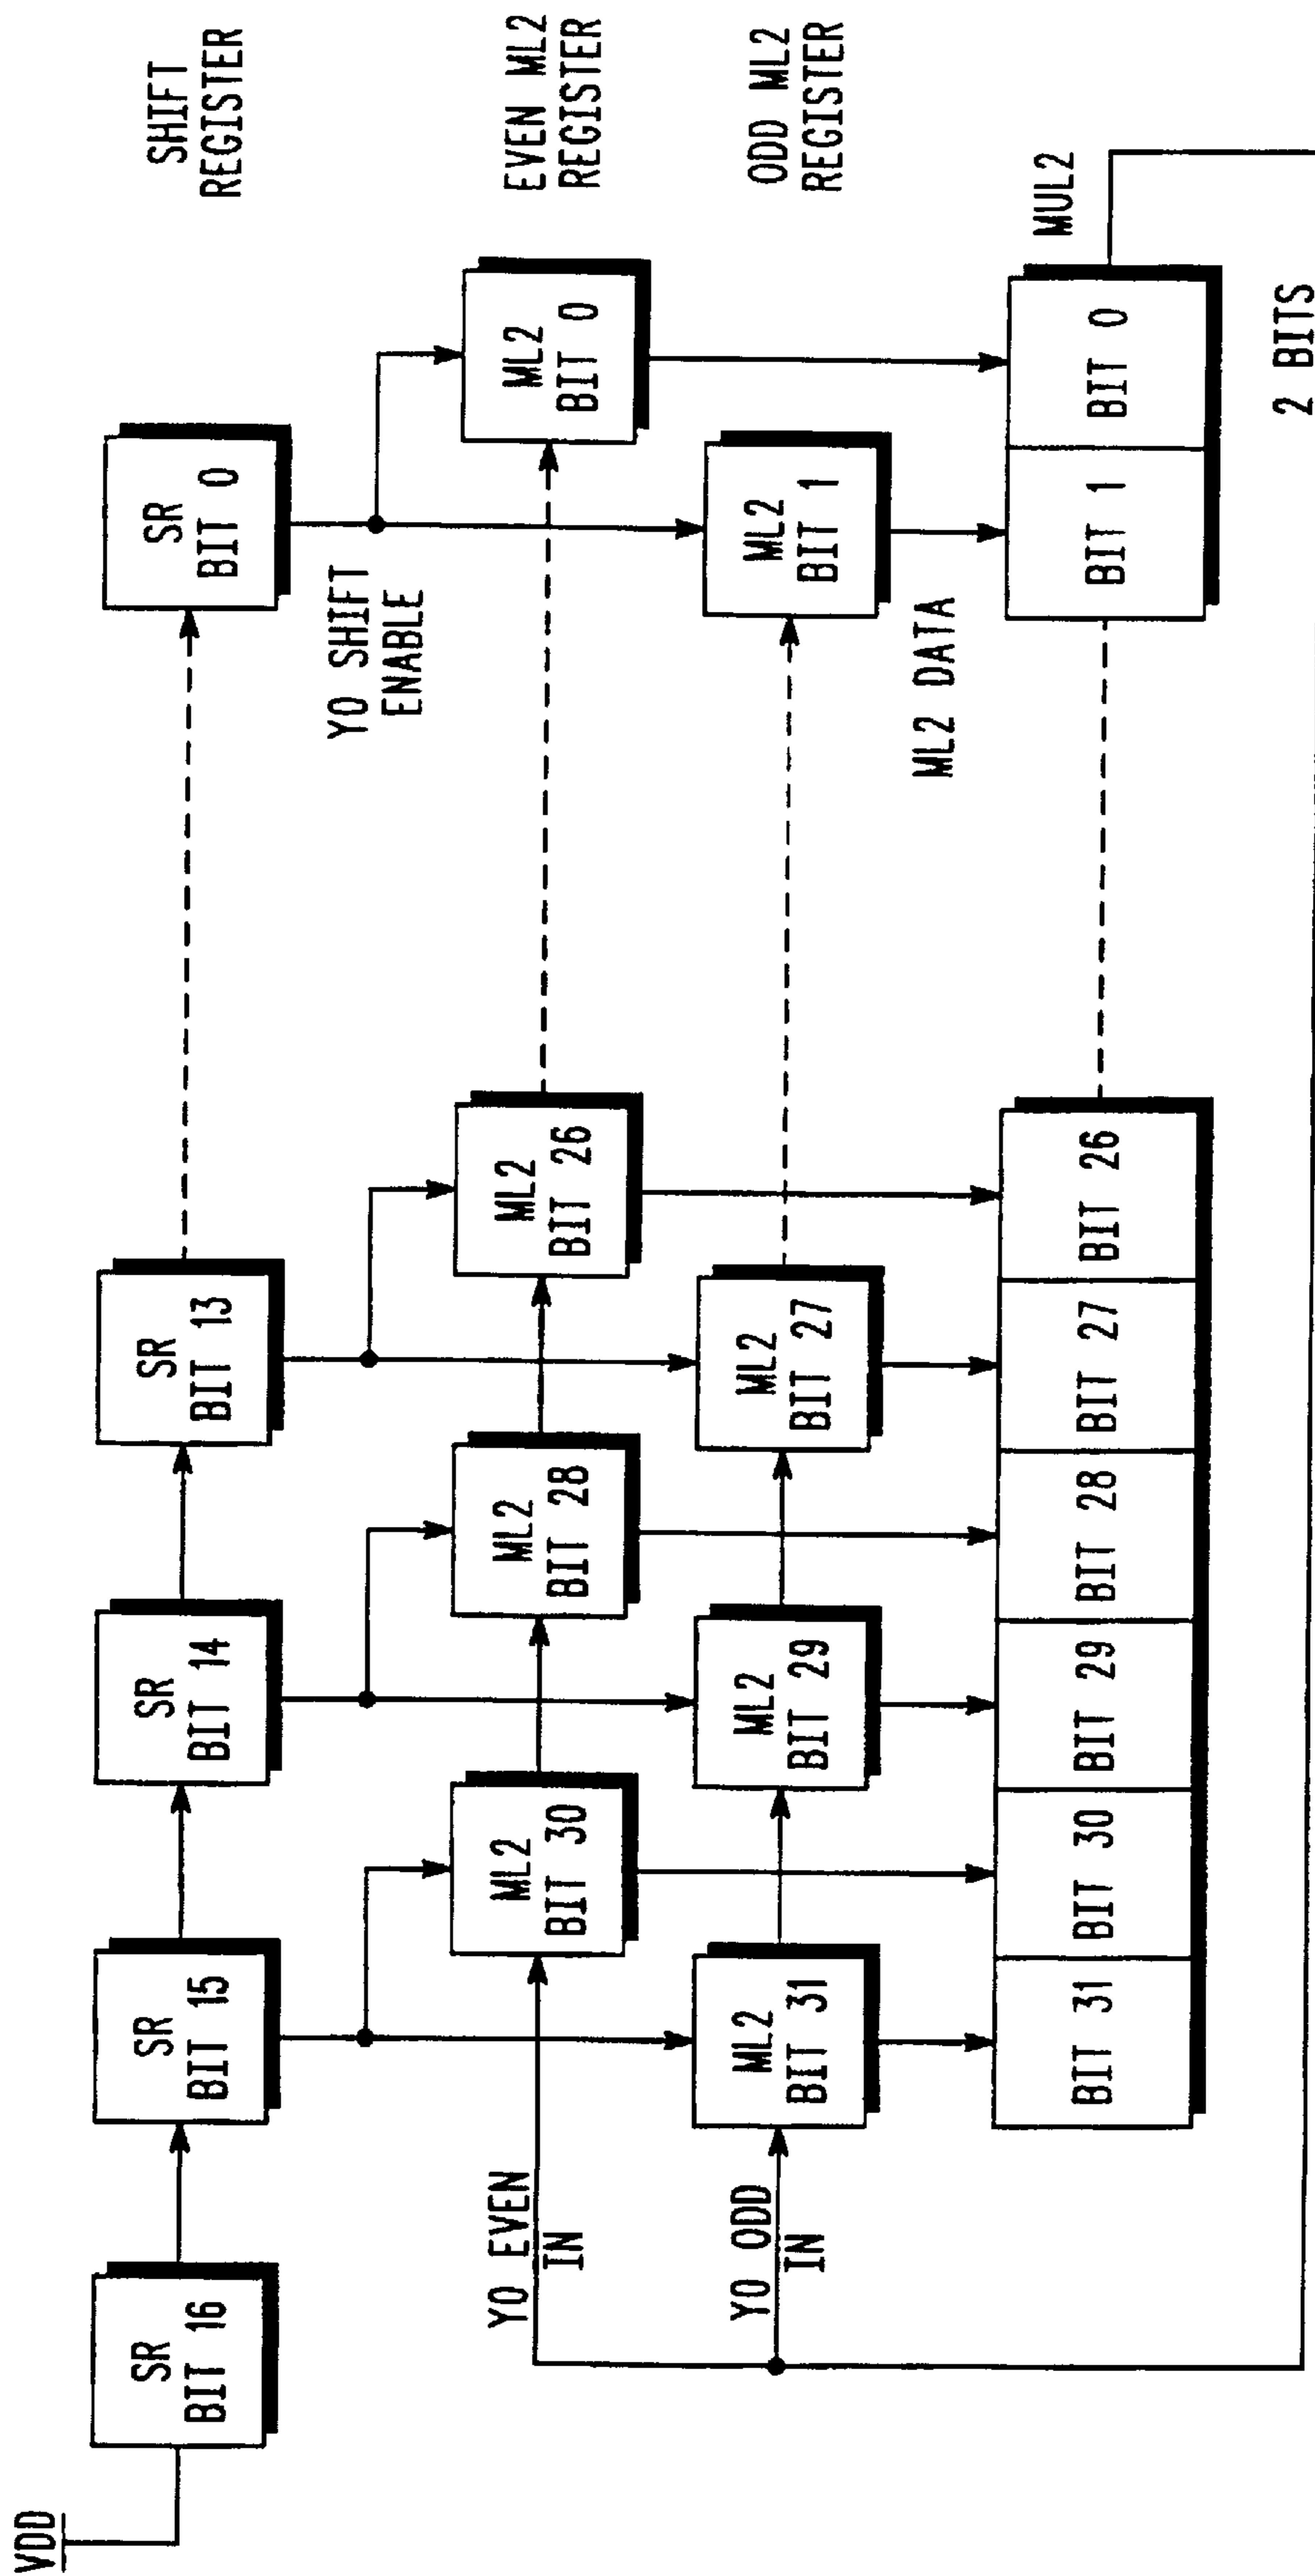 VDD
SR
BIT 16
SR
BIT 15
SR
BIT 14
SR
BIT 13
SR
BIT 0
SHIFT
REGISTER
YO SHIFT
ENABLE
YO EVEN
IN
ML2
BIT 30
ML2
BIT 28
ML2
BIT 26
ML2
BIT 0
EVEN ML2
REGISTER
YO ODD
IN
ML2
BIT 31
ML2
BIT 29
ML2
BIT 27
ML2
BIT 1
ODD ML2
REGISTER
ML2 DATA
MUL2
BIT 31
BIT 30
BIT 29
BIT 28
BIT 27
BIT 26
BIT 1
BIT 0
2 BITS